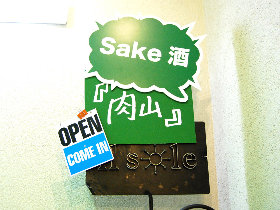 Sake 酒
『肉山』
OPEN
COME IN